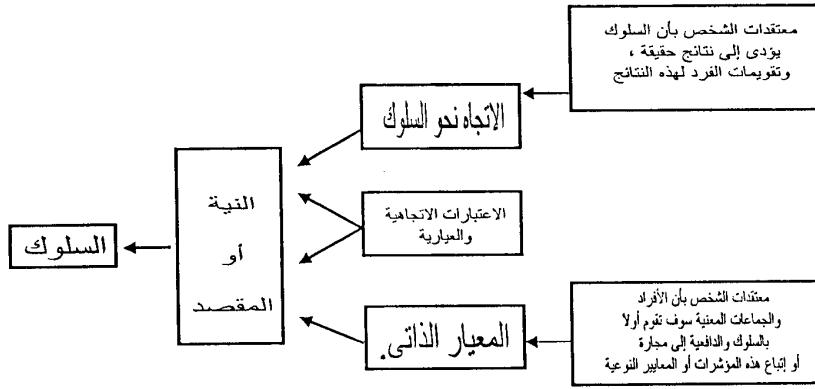 معتقدات الشخص بأن السلوك
يؤدى إلى نتائج حقيقة ،
وتقويمات الفرد لهذه النتائج
الاتجاه نحو السلوك
النية
أو
المقصد
الاعتبارات الاتجاهية
والعيارية
السلوك
معتقدات الشخص بأن الأفراد
والجماعات المعنية سوف تقوم أولاً
بالسلوك والدافعية إلى مجارة
أو إتباع هذه المؤشرات أو المعايير النوعية
المعيار الذاتى.